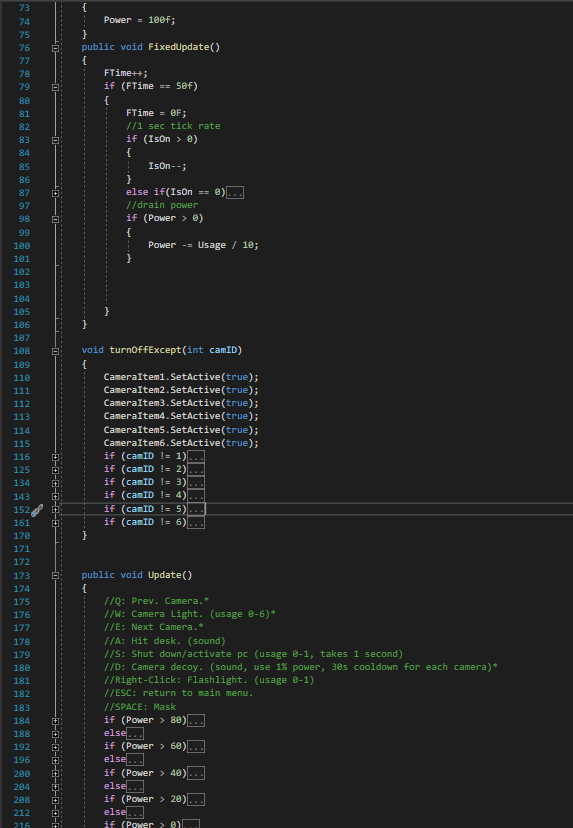 73 {
74 Power = 100f;
75 }
76 public void FixedUpdate()
77 {
78 FTime++;
79 if (FTime == 50f)
80 {
81 FTime = 0F;
82 //1 sec tick rate
83 if (IsOn > 0)
84 {
85 IsOn--;
86 }
87 else if(IsOn == 0)...
97 //drain power
98 if (Power > 0)
99 {
100 Power -= Usage / 10;
101 }
102
103
104
105 }
106 }
107
108 void turnOffExcept(int camID)
109 {
110 CameraItem1.SetActive(true);
111 CameraItem2.SetActive(true);
112 CameraItem3.SetActive(true);
113 CameraItem4.SetActive(true);
114 CameraItem5.SetActive(true);
115 CameraItem6.SetActive(true);
116 if (camID != 1)...
125 if (camID != 2)...
134 if (camID != 3)...
143 if (camID != 4)...
152 if (camID != 5)...
161 if (camID != 6)...
170 }
171
172
173 public void Update()
174 {
175 //Q: Prev. Camera.*
176 //W: Camera Light. (usage 0-6)*
177 //E: Next Camera.*
178 //A: Hit desk. (sound)
179 //S: Shut down/activate pc (usage 0-1, takes 1 second)
180 //D: Camera decoy. (sound, use 1% power, 30s cooldown for each camera)*
181 //Right-Click: Flashlight. (usage 0-1)
182 //ESC: return to main menu.
183 //SPACE: Mask
184 if (Power > 80)...
188 else...
192 if (Power > 60)...
196 else...
200 if (Power > 40)...
204 else...
208 if (Power > 20)...
212 else...
216 if (Power > 0)...